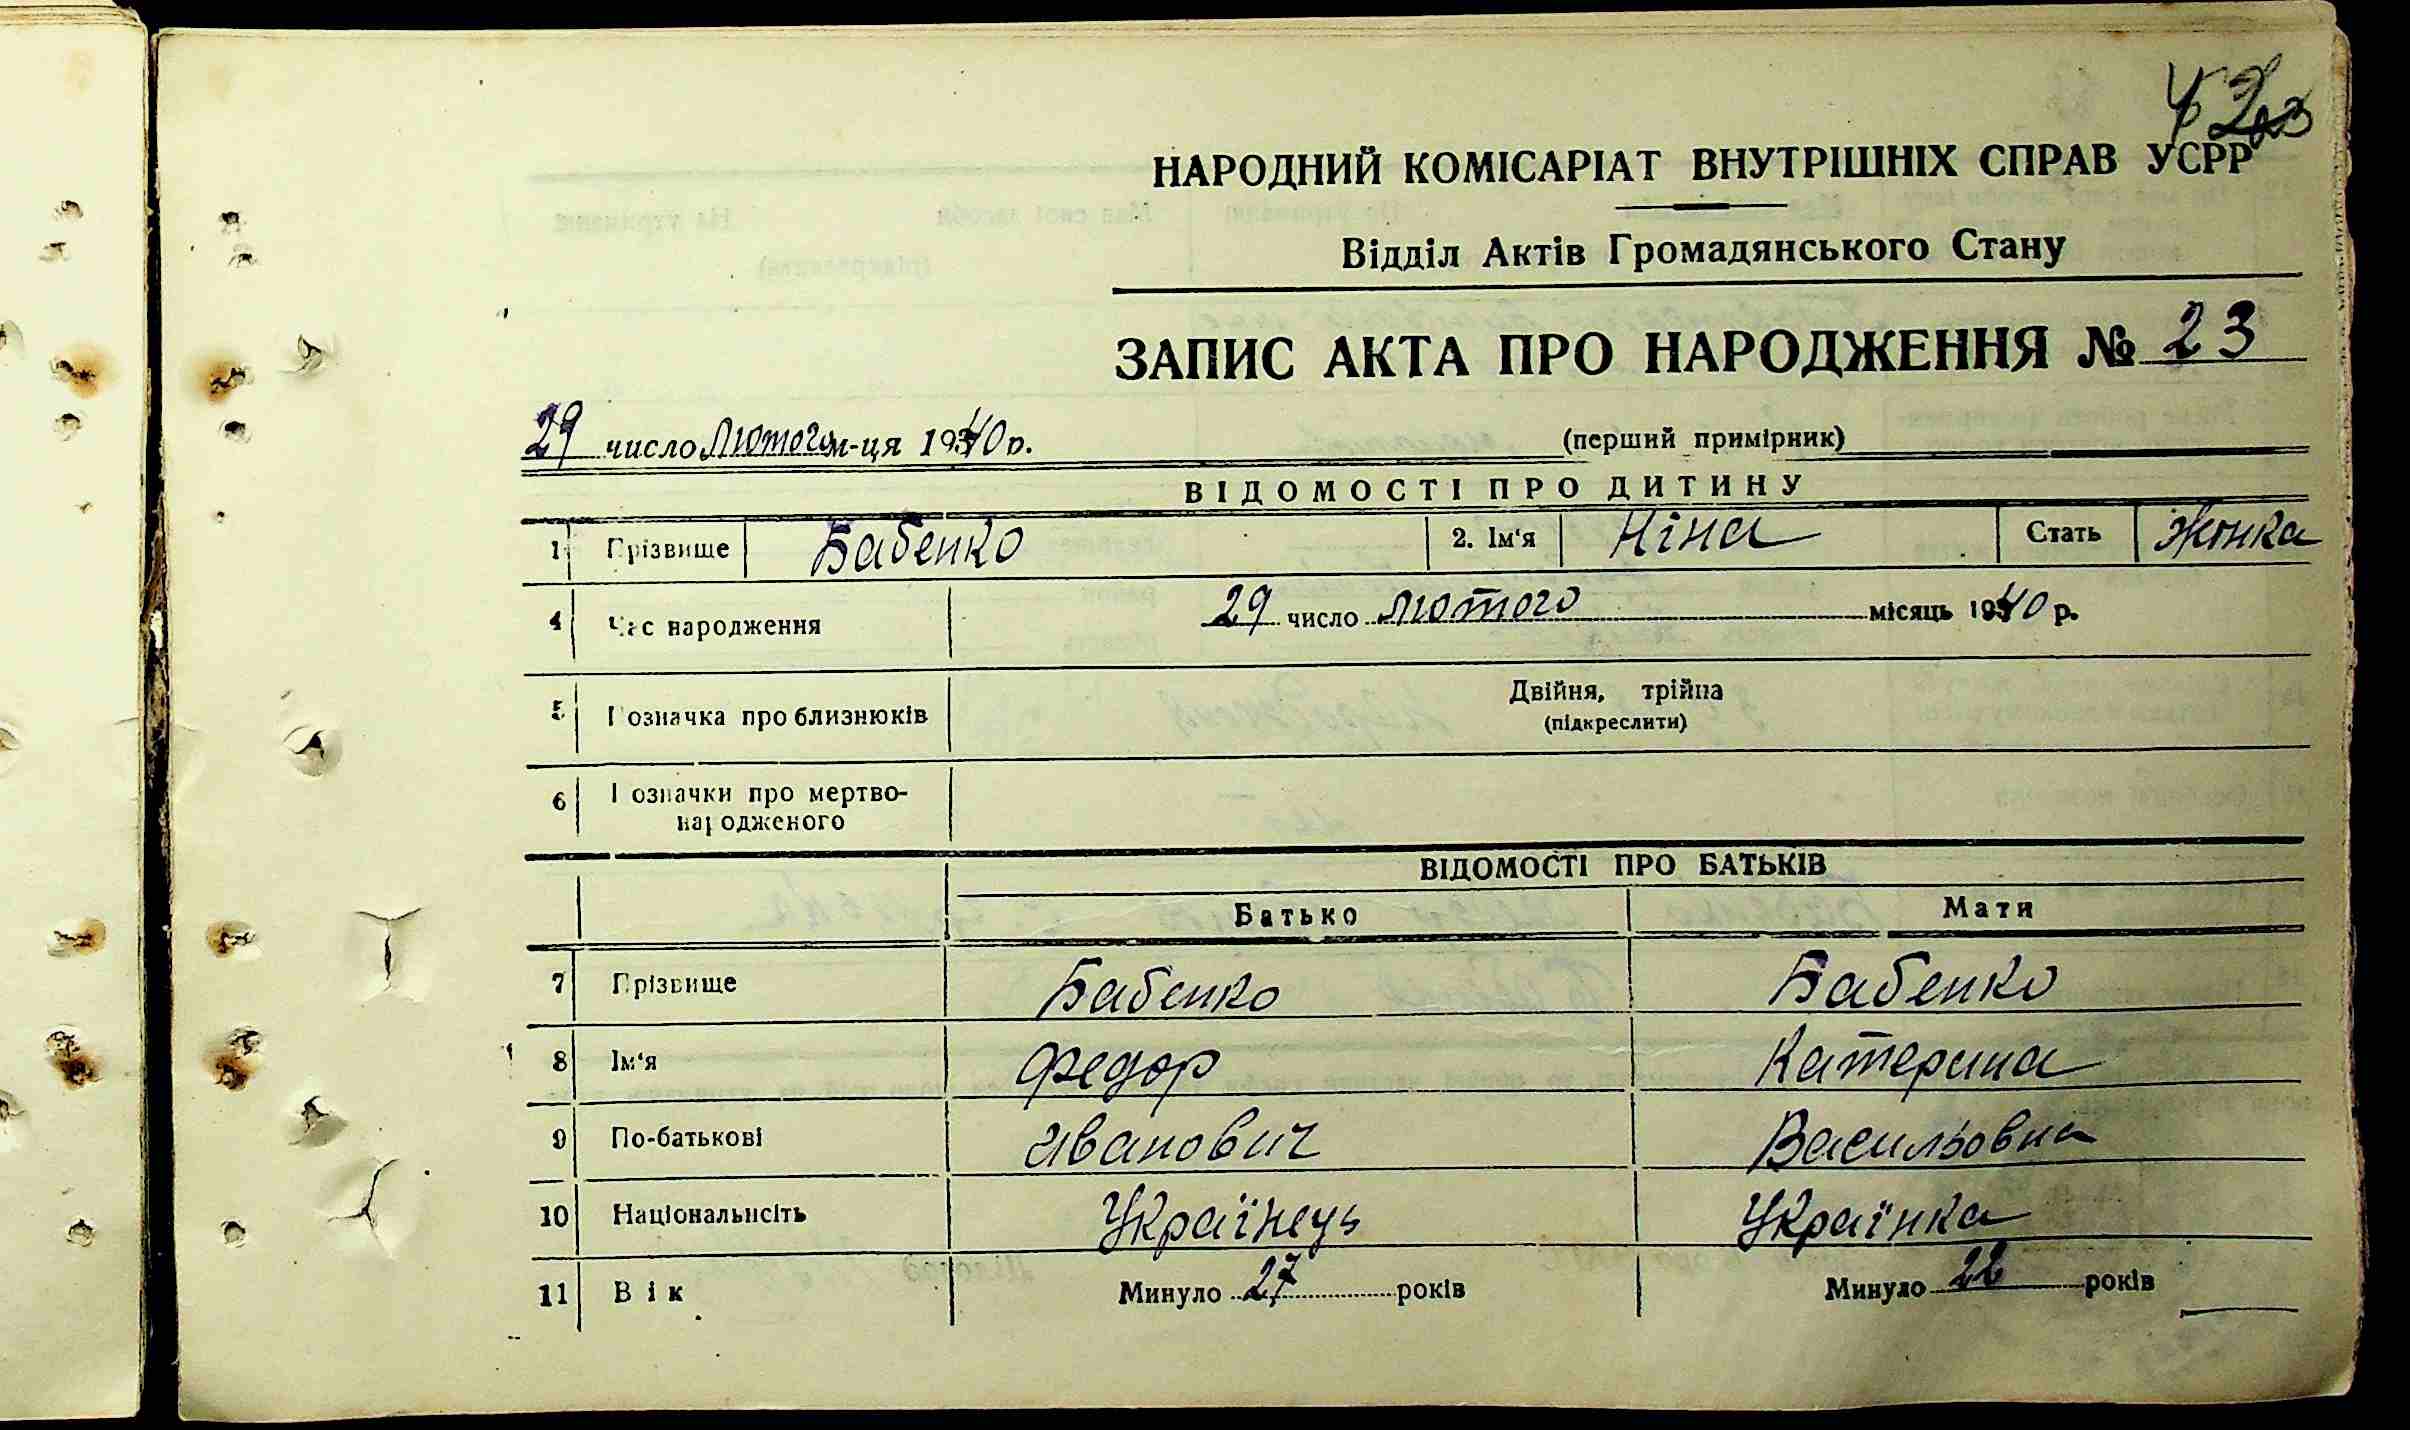 42 23
НАРОДНИЙ КОМІСАРІАТ ВНУТРІШНІХ СПРАВ УСРР
Відділ Актів Громадянського Стану
ЗАПИС АКТА ПРО НАРОДЖЕННЯ № 23
29 число Лютого м-ця 1940 р. (перший примірник)
ВІДОМОСТІ ПРО ДИТИНУ
1 Прізвище Бабенко 2. Ім'я Ніна Стать Жінка
4 Час народження 29 число лютого місяць 1940 р.
5 Позначка про близнюків Двійня, трійна
(підкреслити)
6 Позначки про мертво-
народженого
ВІДОМОСТІ ПРО БАТЬКІВ
Батько Мати
7 Прізвище Бабенко Бабенко
8 Ім'я Федор Катерина
9 По-батькові Иванович Васильовна
10 Національність Українець Українка
11 Вік Минуло 27 років Минуло років